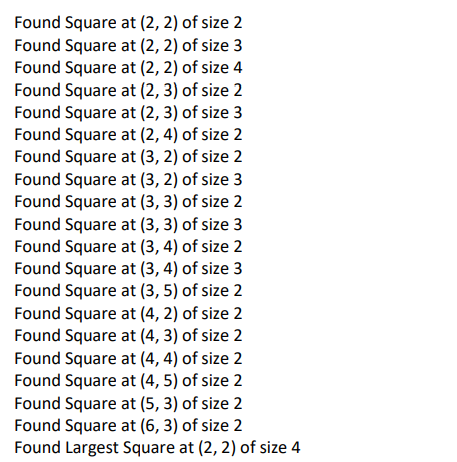 Found Square at (2, 2) of size 2
Found Square at (2, 2) of size 3
Found Square at (2, 2) of size 4
Found Square at (2, 3) of size 2
Found Square at (2, 3) of size 3
Found Square at (2, 4) of size 2
Found Square at (3, 2) of size 2
Found Square at (3, 2) of size 3
Found Square at (3, 3) of size 2
Found Square at (3, 3) of size 3
Found Square at (3, 4) of size 2
Found Square at (3, 4) of size 3
Found Square at (3, 5) of size 2
Found Square at (4, 2) of size 2
Found Square at (4, 3) of size 2
Found Square at (4, 4) of size 2
Found Square at (4, 5) of size 2
Found Square at (5, 3) of size 2
Found Square at (6, 3) of size 2
Found Largest Square at (2, 2) of size 4